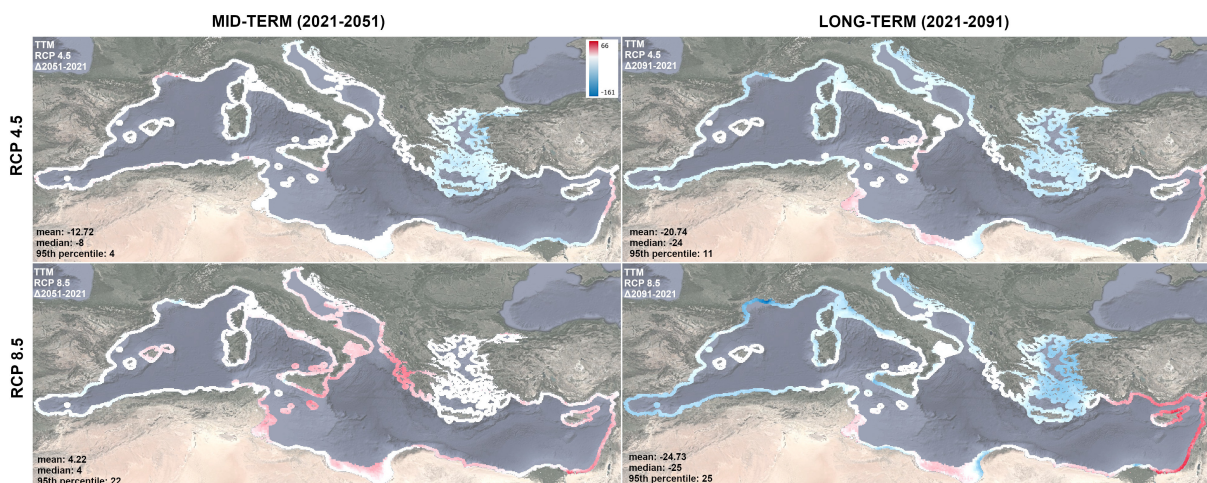 MID-TERM (2021-2051)
LONG-TERM (2021-2091)
RCP 4.5
TTM
RCP 4.5
Δ2051-2021
66
-161
mean: -12.72
median: -8
95th percentile: 4
TTM
RCP 4.5
Δ2091-2021
mean: -20.74
median: -24
95th percentile: 11
RCP 8.5
TTM
RCP 8.5
Δ2051-2021
mean: 4.22
median: 4
95th percentile: 22
TTM
RCP 8.5
Δ2091-2021
mean: -24.73
median: -25
95th percentile: 25